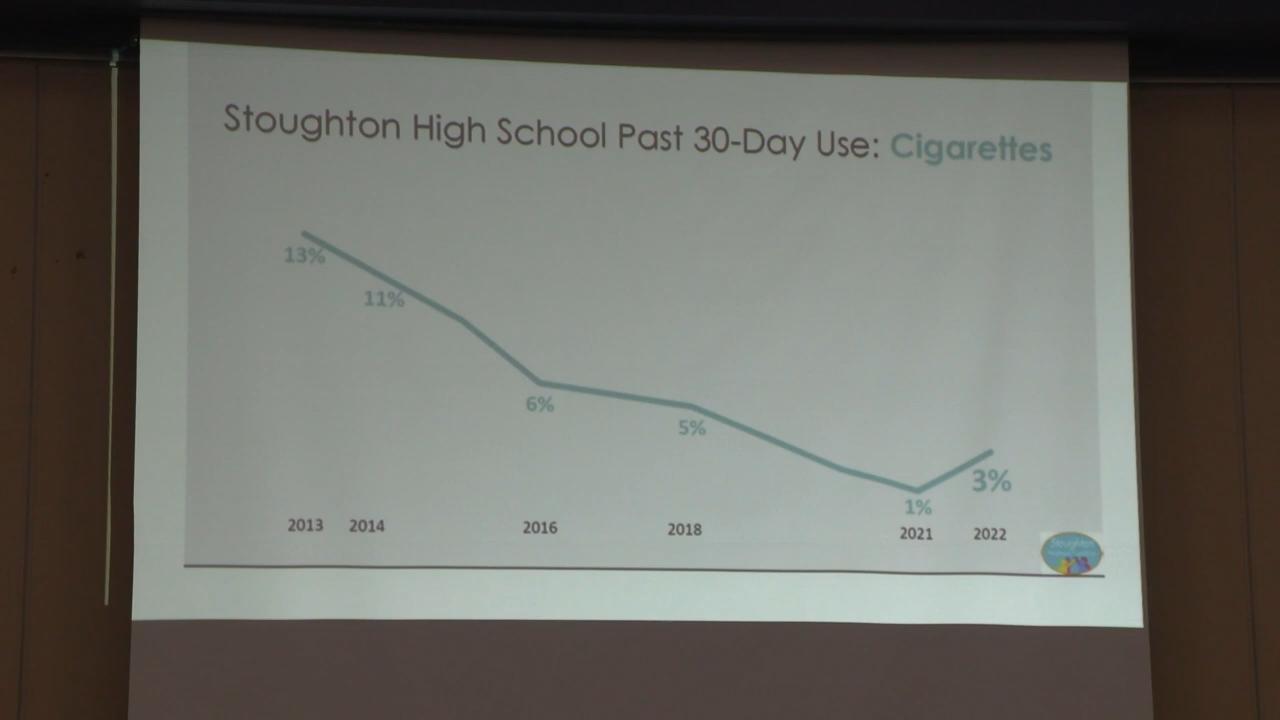 Stoughton High School Past 30-Day Use: Cigarettes
13%
11%
6%
5%
1%
3%
2013 2014 2016 2018 2021 2022
Stoughton